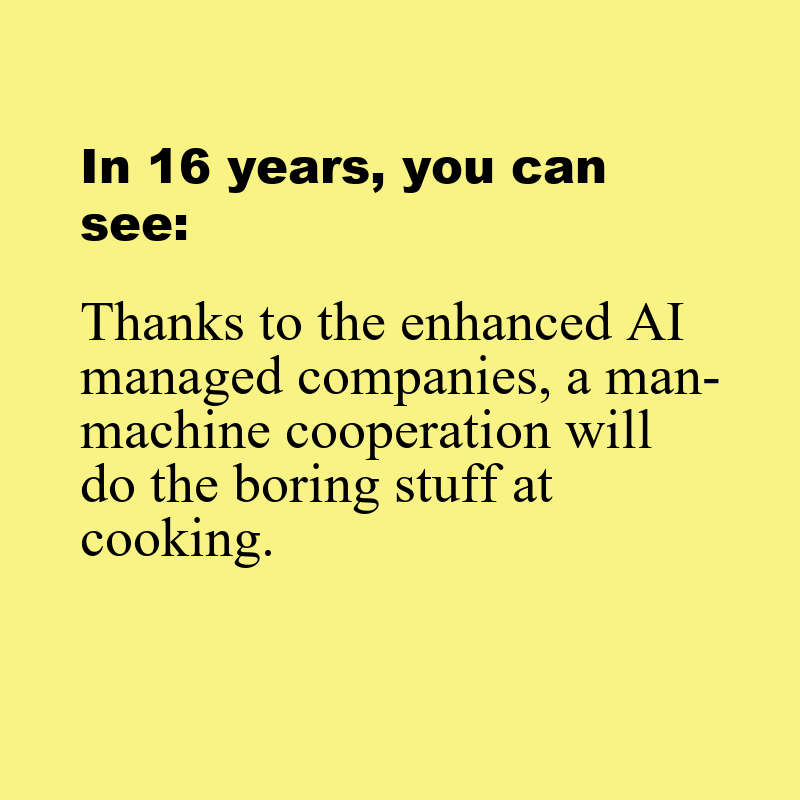 In 16 years, you can
see:
Thanks to the enhanced AI
managed companies, a man-
machine cooperation will
do the boring stuff at
cooking.